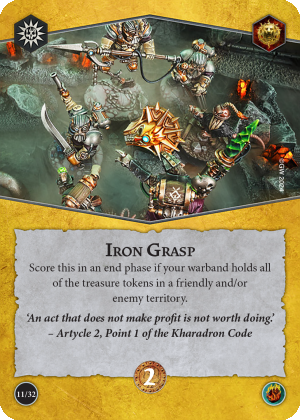 ©GW 2024
Iron Grasp
Score this in an end phase if your warband holds all
of the treasure tokens in a friendly and/or
enemy territory.
‘An act that does not make profit is not worth doing.’
– Artycle 2, Point 1 of the Kharadron Code
2
11/32